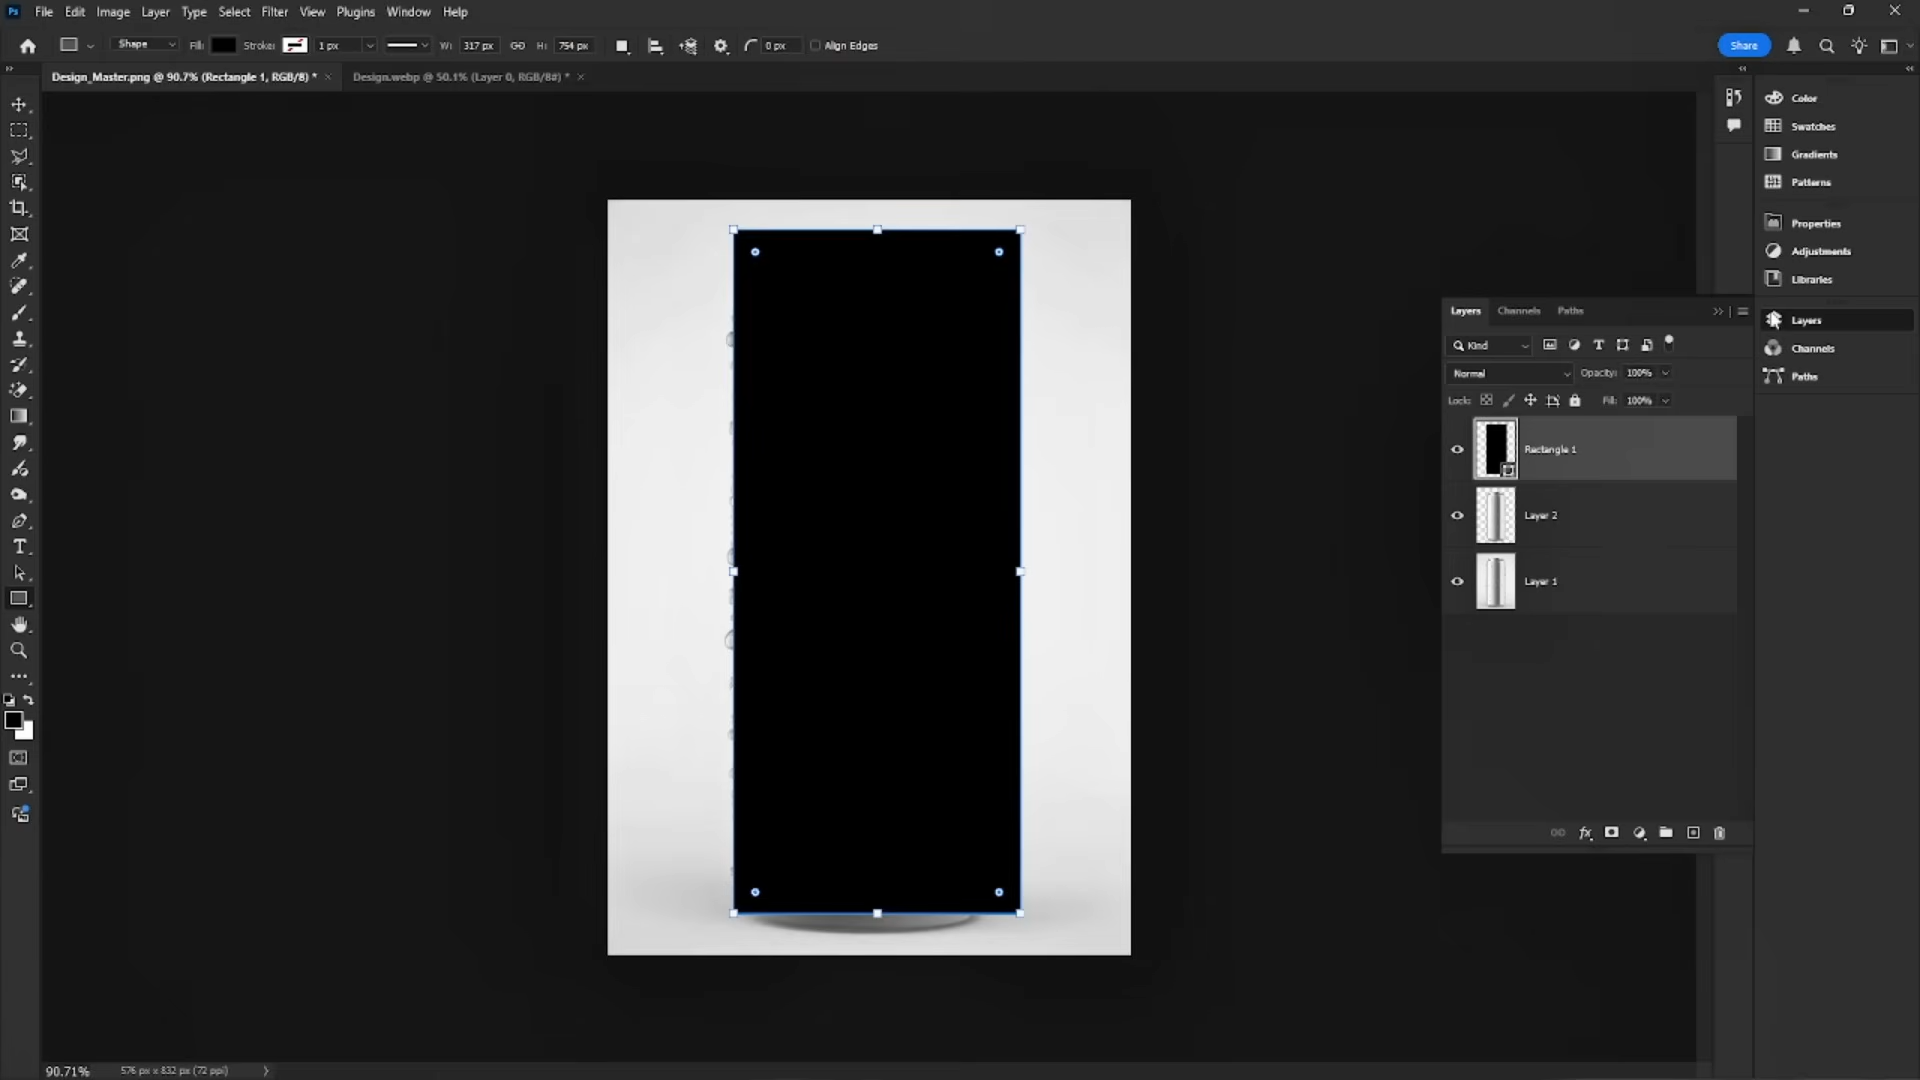 Ps File Edit Image Layer Type Select Filter View Plugins Window Help
Shape Fill: Stroke: 1 px W: 317 px H: 754 px 0 px Align Edges Share
Design_Master.png @ 90.7% (Rectangle 1, RGB/8) * × Design.webp @ 50.1% (Layer 0, RGB/8#) * ×
Color
Swatches
Gradients
Patterns
Properties
Adjustments
Libraries
Layers
Channels
Paths
Layers Channels Paths
Kind
Normal Opacity: 100%
Lock: Fill: 100%
Rectangle 1
Layer 2
Layer 1
fx
90.71% 576 px x 832 px (72 ppi)